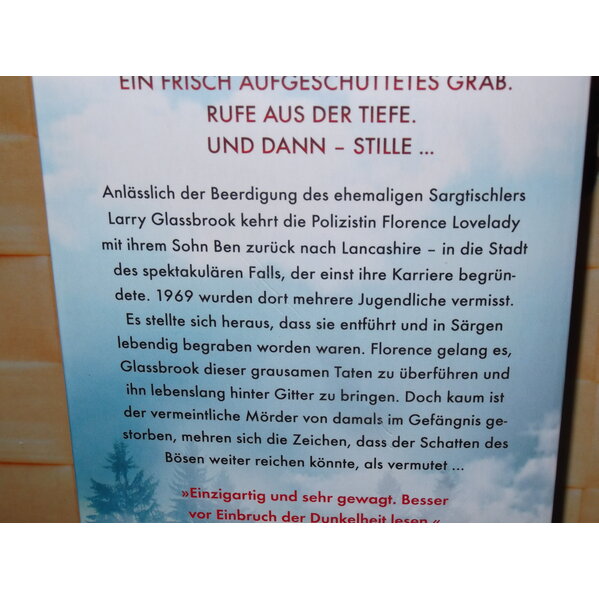 EIN FRISCH AUFGESCHÜTTETES GRAB.
RUFE AUS DER TIEFE.
UND DANN – STILLE ...
Anlässlich der Beerdigung des ehemaligen Sargtischlers
Larry Glassbrook kehrt die Polizistin Florence Lovelady
mit ihrem Sohn Ben zurück nach Lancashire – in die Stadt
des spektakulären Falls, der einst ihre Karriere begrün-
dete. 1969 wurden dort mehrere Jugendliche vermisst.
Es stellte sich heraus, dass sie entführt und in Särgen
lebendig begraben worden waren. Florence gelang es,
Glassbrook dieser grausamen Taten zu überführen und
ihn lebenslang hinter Gitter zu bringen. Doch kaum ist
der vermeintliche Mörder von damals im Gefängnis ge-
storben, mehren sich die Zeichen, dass der Schatten des
Bösen weiter reichen könnte, als vermutet ...
»Einzigartig und sehr gewagt. Besser
vor Einbruch der Dunkelheit lesen.«